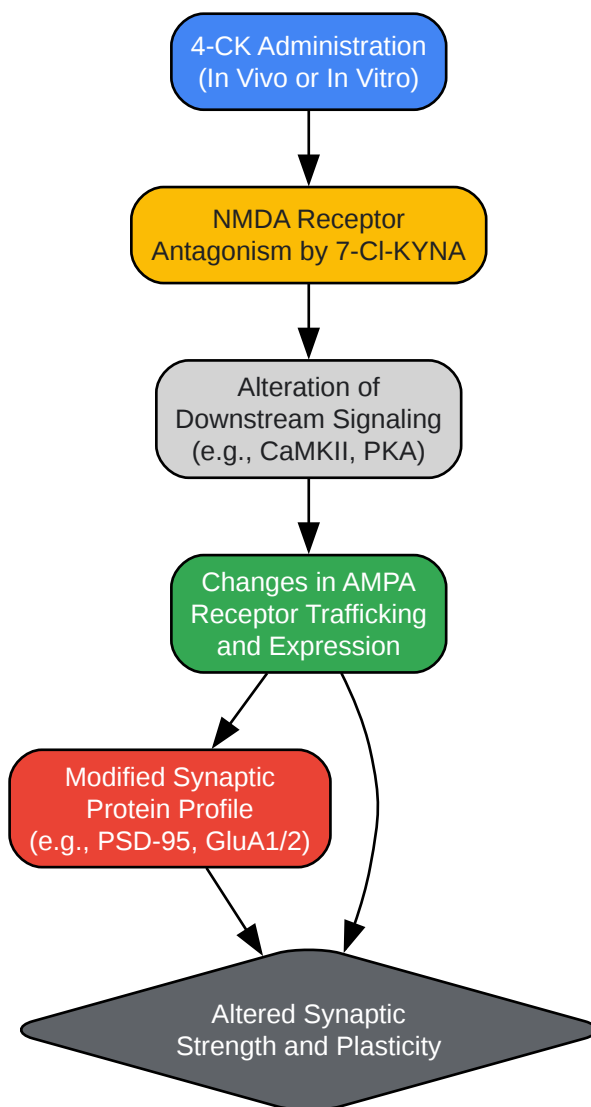 4-CK Administration
(In Vivo or In Vitro)
NMDA Receptor
Antagonism by 7-Cl-KYNA
Alteration of
Downstream Signaling
(e.g., CaMKII, PKA)
Changes in AMPA
Receptor Trafficking
and Expression
Modified Synaptic
Protein Profile
(e.g., PSD-95, GluA1/2)
Altered Synaptic
Strength and Plasticity